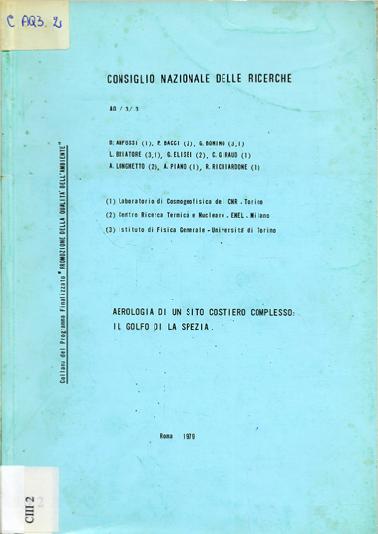 C AQ3. 2
CONSIGLIO NAZIONALE DELLE RICERCHE
AQ / 3 / 3
D. ANFOSSI (1), P. BACCI (2), G. BONINO (3,1)
L. BRIATORE (3,1), G. ELISEI (2), C. GIRAUD (1)
A. LONGHETTO (2), A. PIANO (1), R. RICHIARDONE (1)
(1) Laboratorio di Cosmogeofisica del CNR - Torino
(2) Centro Ricerca Termica e Nucleare - ENEL - Milano
(3) Istituto di Fisica Generale - Università di Torino
Collana del Programma Finalizzato "PROMOZIONE DELLA QUALITÀ DELL'AMBIENTE"
AEROLOGIA DI UN SITO COSTIERO COMPLESSO:
IL GOLFO DI LA SPEZIA.
Roma 1979
CIII-2